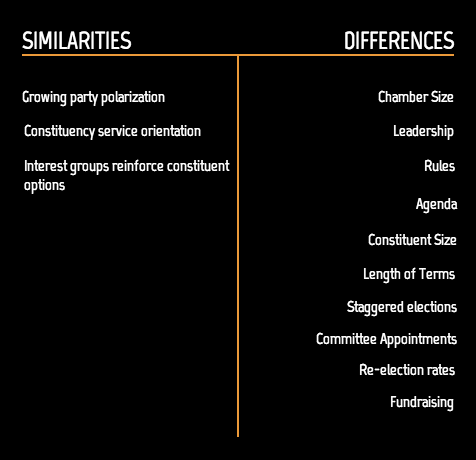 SIMILARITIES
DIFFERENCES
Growing party polarization
Constituency service orientation
Interest groups reinforce constituent
options
Chamber Size
Leadership
Rules
Agenda
Constituent Size
Length of Terms
Staggered elections
Committee Appointments
Re-election rates
Fundraising